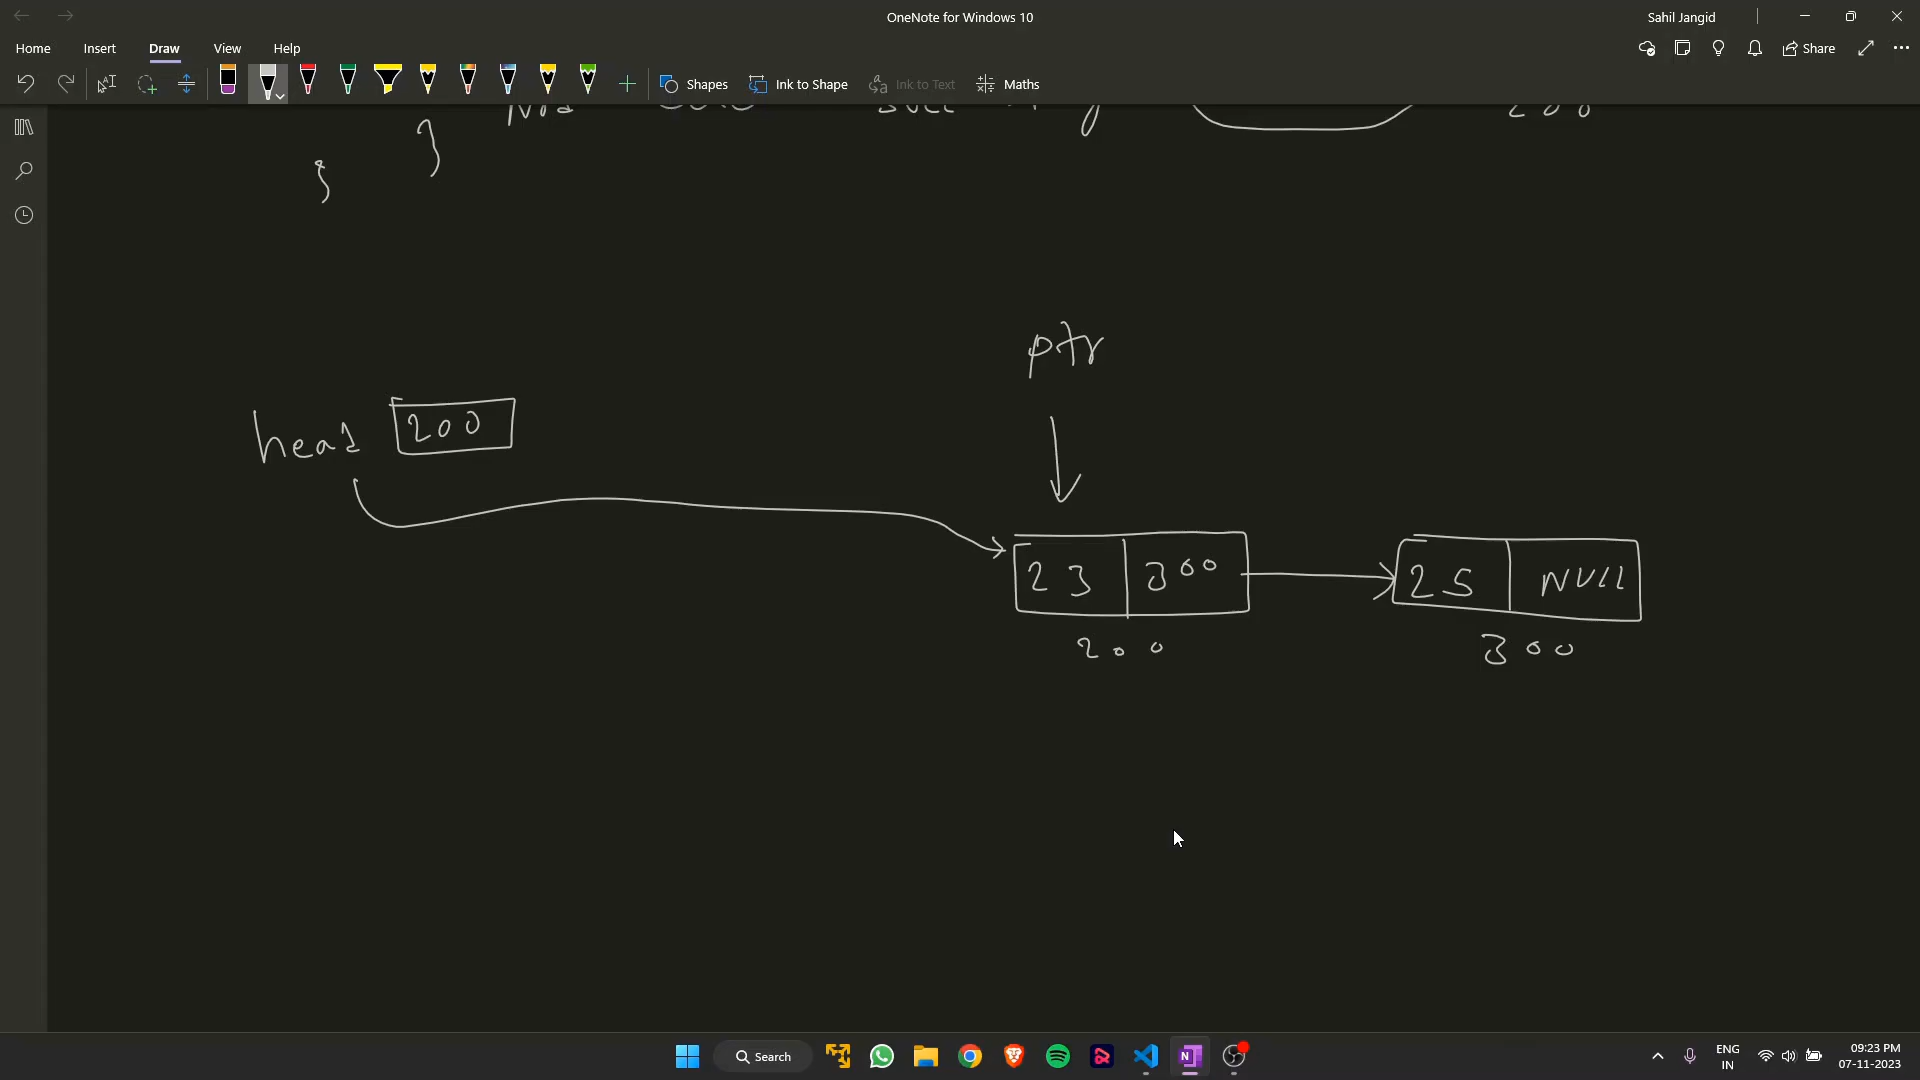 OneNote for Windows 10
Sahil Jangid
Home Insert Draw View Help
Share
Shapes Ink to Shape Ink to Text Maths
}
}
ptr
head 200
23 300
25 NULL
200
300
Search
ENG
IN
09:23 PM
07-11-2023